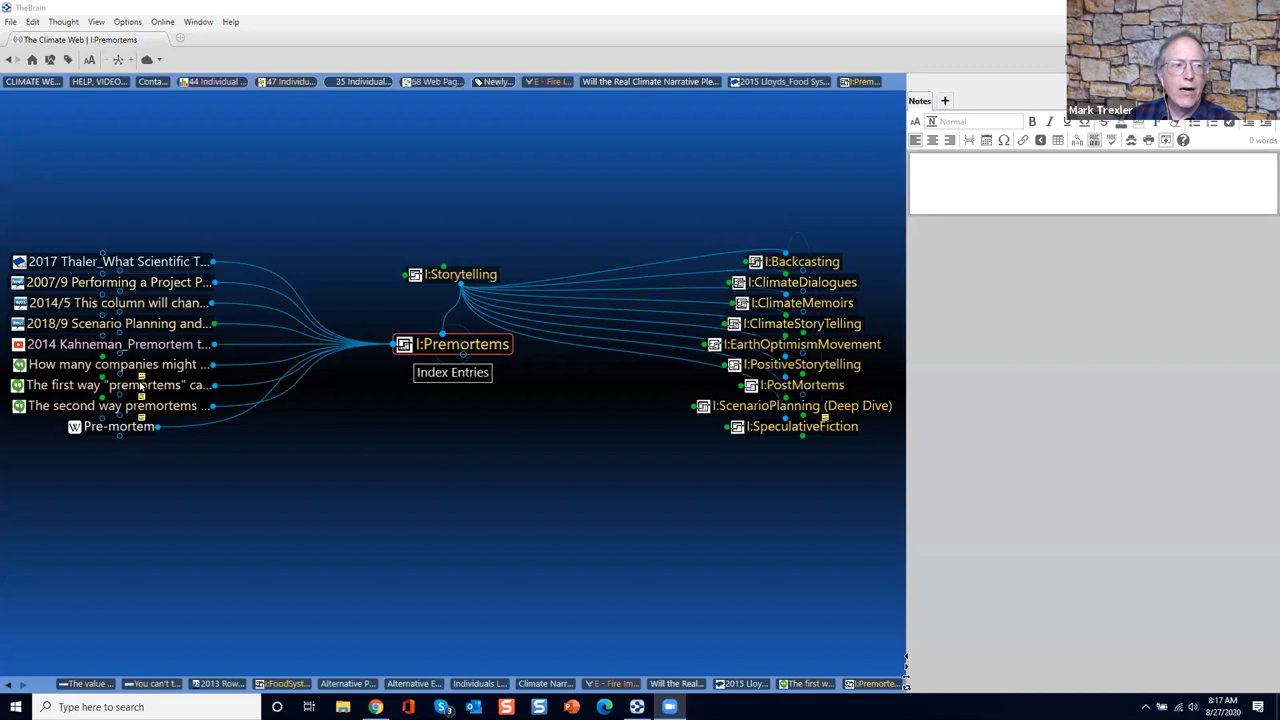 TheBrain
File Edit Thought View Options Window Online Help
The Climate Web | I:Premortems
CLIMATE WE... HELP, VIDEO... Conta... 44 Individual ... 47 Individu... 35 Individual... 68 Web Pag... Newly... E - Fire I... Will the Real Climate Narrative Ple... 2015 Lloyds_Food Sys... I:Prem...
Mark Trexler
Notes
Normal
0 words
2017 Thaler_What Scientific T...
2007/9 Performing a Project P...
2014/5 This column will chan...
2018/9 Scenario Planning and...
2014 Kahneman_Premortem t...
How many companies might ...
The first way "premortems" ca...
The second way premortems ...
Pre-mortem
I:Storytelling
I:Premortems
Index Entries
I:Backcasting
I:ClimateDialogues
I:ClimateMemoirs
I:ClimateStoryTelling
I:EarthOptimismMovement
I:PositiveStorytelling
I:PostMortems
I:ScenarioPlanning (Deep Dive)
I:SpeculativeFiction
The value ... You can't t... 2013 Row... I:FoodSyst... Alternative P... Alternative E... Individuals L... Climate Narr... E - Fire Im... Will the Real... 2015 Lloy... The first w... I:Premorte...
Type here to search
8:17 AM
8/27/2020